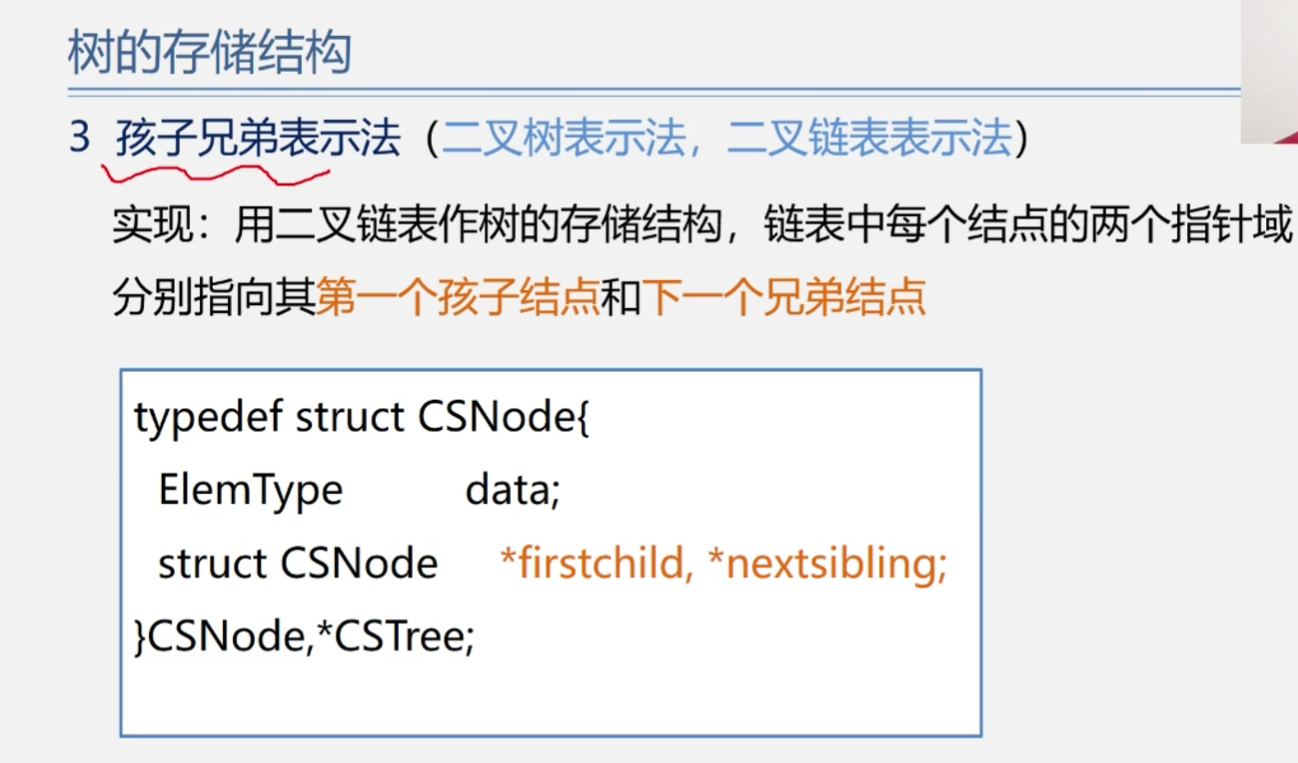 树的存储结构
3 孩子兄弟表示法（二叉树表示法，二叉链表表示法）
实现：用二叉链表作树的存储结构，链表中每个结点的两个指针域
分别指向其第一个孩子结点和下一个兄弟结点
typedef struct CSNode{
ElemType data;
struct CSNode *firstchild, *nextsibling;
}CSNode,*CSTree;